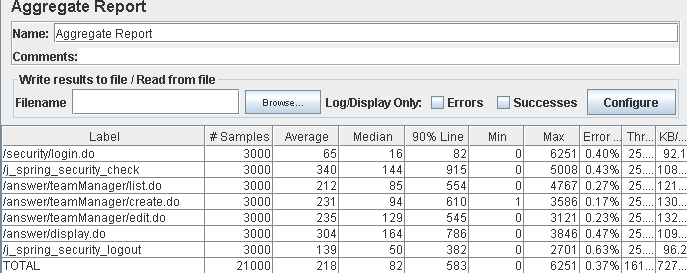 Aggregate Report
Name: Aggregate Report
Comments:
Write results to file / Read from file
Filename Browse... Log/Display Only: Errors Successes Configure
Label # Samples Average Median 90% Line Min Max Error ... Thr... KB/...
/security/login.do 3000 65 16 82 0 6251 0.40% 25.... 92.1
/j_spring_security_check 3000 340 144 915 0 5008 0.43% 25.... 108...
/answer/teamManager/list.do 3000 212 85 554 0 4767 0.27% 25.... 121...
/answer/teamManager/create.do 3000 231 94 610 1 3586 0.17% 25.... 130...
/answer/teamManager/edit.do 3000 235 129 545 0 3121 0.23% 25.... 132...
/answer/display.do 3000 304 164 786 0 3846 0.47% 25.... 109...
/j_spring_security_logout 3000 139 50 382 0 2701 0.63% 25.... 96.2
TOTAL 21000 218 82 583 0 6251 0.37% 161... 727...